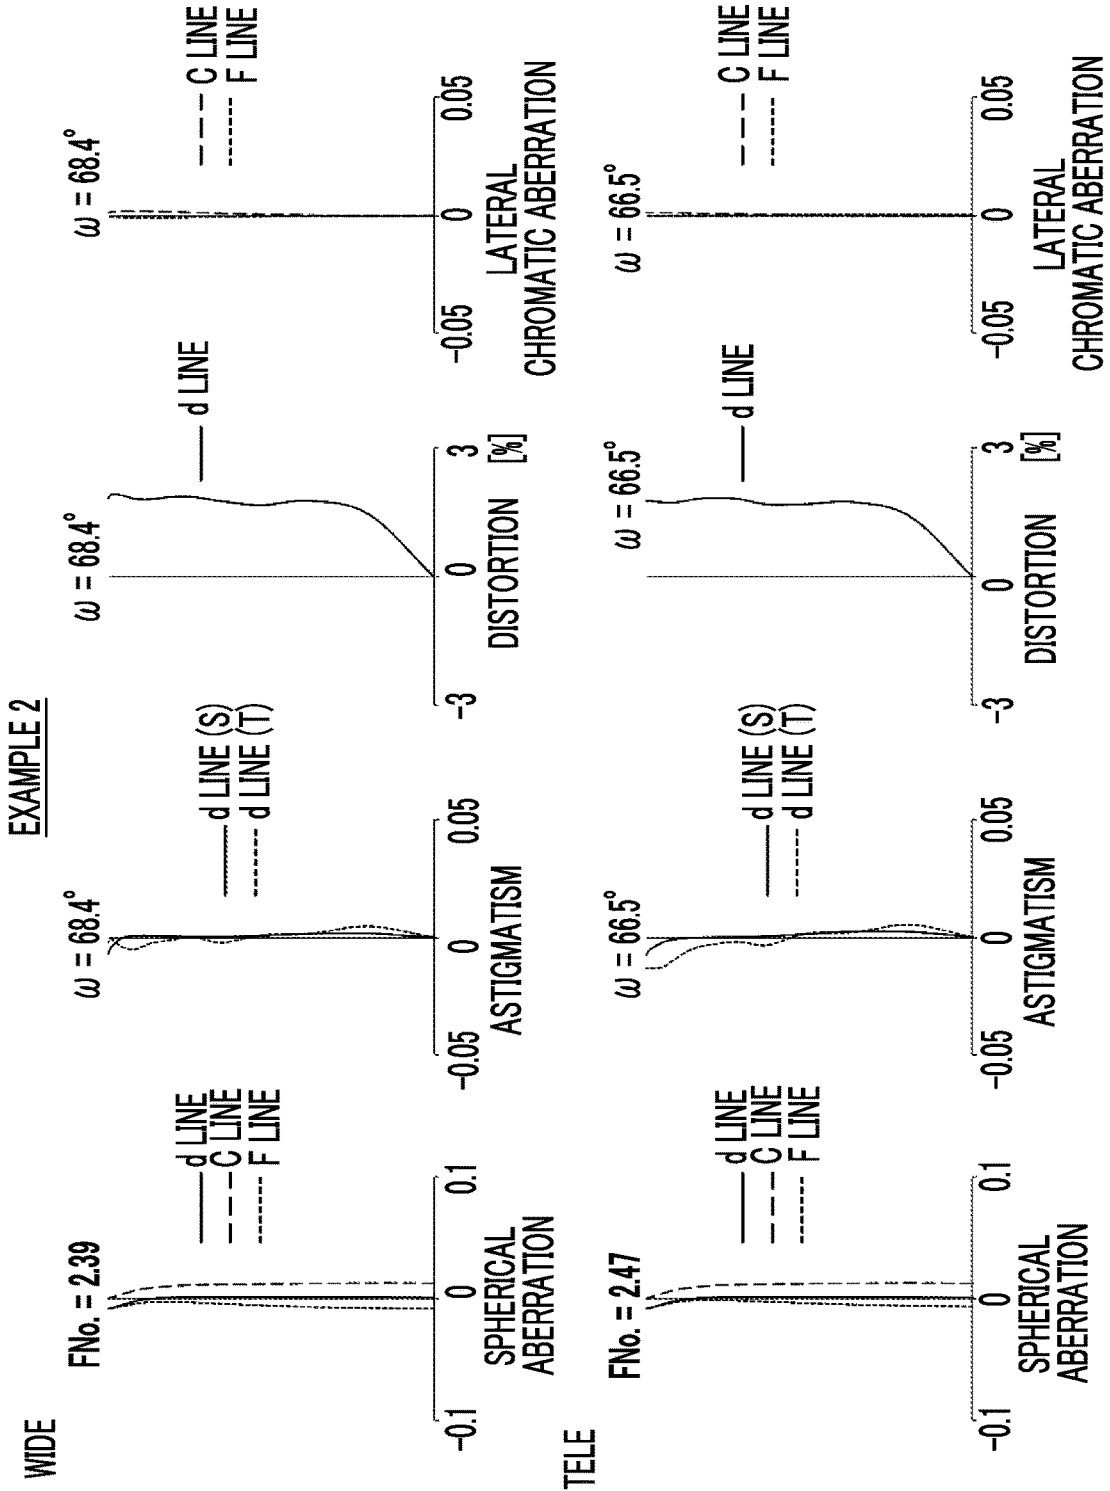 EXAMPLE 2
WIDE
FNo. = 2.39
d LINE
C LINE
F LINE
−0.1
0
0.1
SPHERICAL
ABERRATION
ω = 68.4°
d LINE (S)
d LINE (T)
−0.05
0
0.05
ASTIGMATISM
ω = 68.4°
d LINE
−3
0
3
[%]
DISTORTION
ω = 68.4°
C LINE
F LINE
−0.05
0
0.05
LATERAL
CHROMATIC ABERRATION
TELE
FNo. = 2.47
d LINE
C LINE
F LINE
−0.1
0
0.1
SPHERICAL
ABERRATION
ω = 66.5°
d LINE (S)
d LINE (T)
−0.05
0
0.05
ASTIGMATISM
ω = 66.5°
d LINE
−3
0
3
[%]
DISTORTION
ω = 66.5°
C LINE
F LINE
−0.05
0
0.05
LATERAL
CHROMATIC ABERRATION